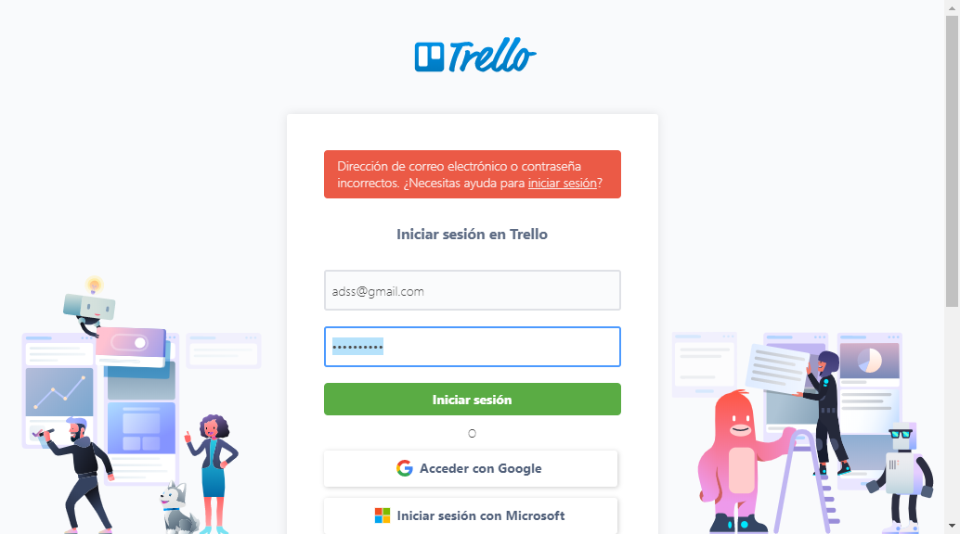 Trello
Dirección de correo electrónico o contraseña
incorrectos. ¿Necesitas ayuda para iniciar sesión?
Iniciar sesión en Trello
adss@gmail.com
••••••••••
Iniciar sesión
O
Acceder con Google
Iniciar sesión con Microsoft